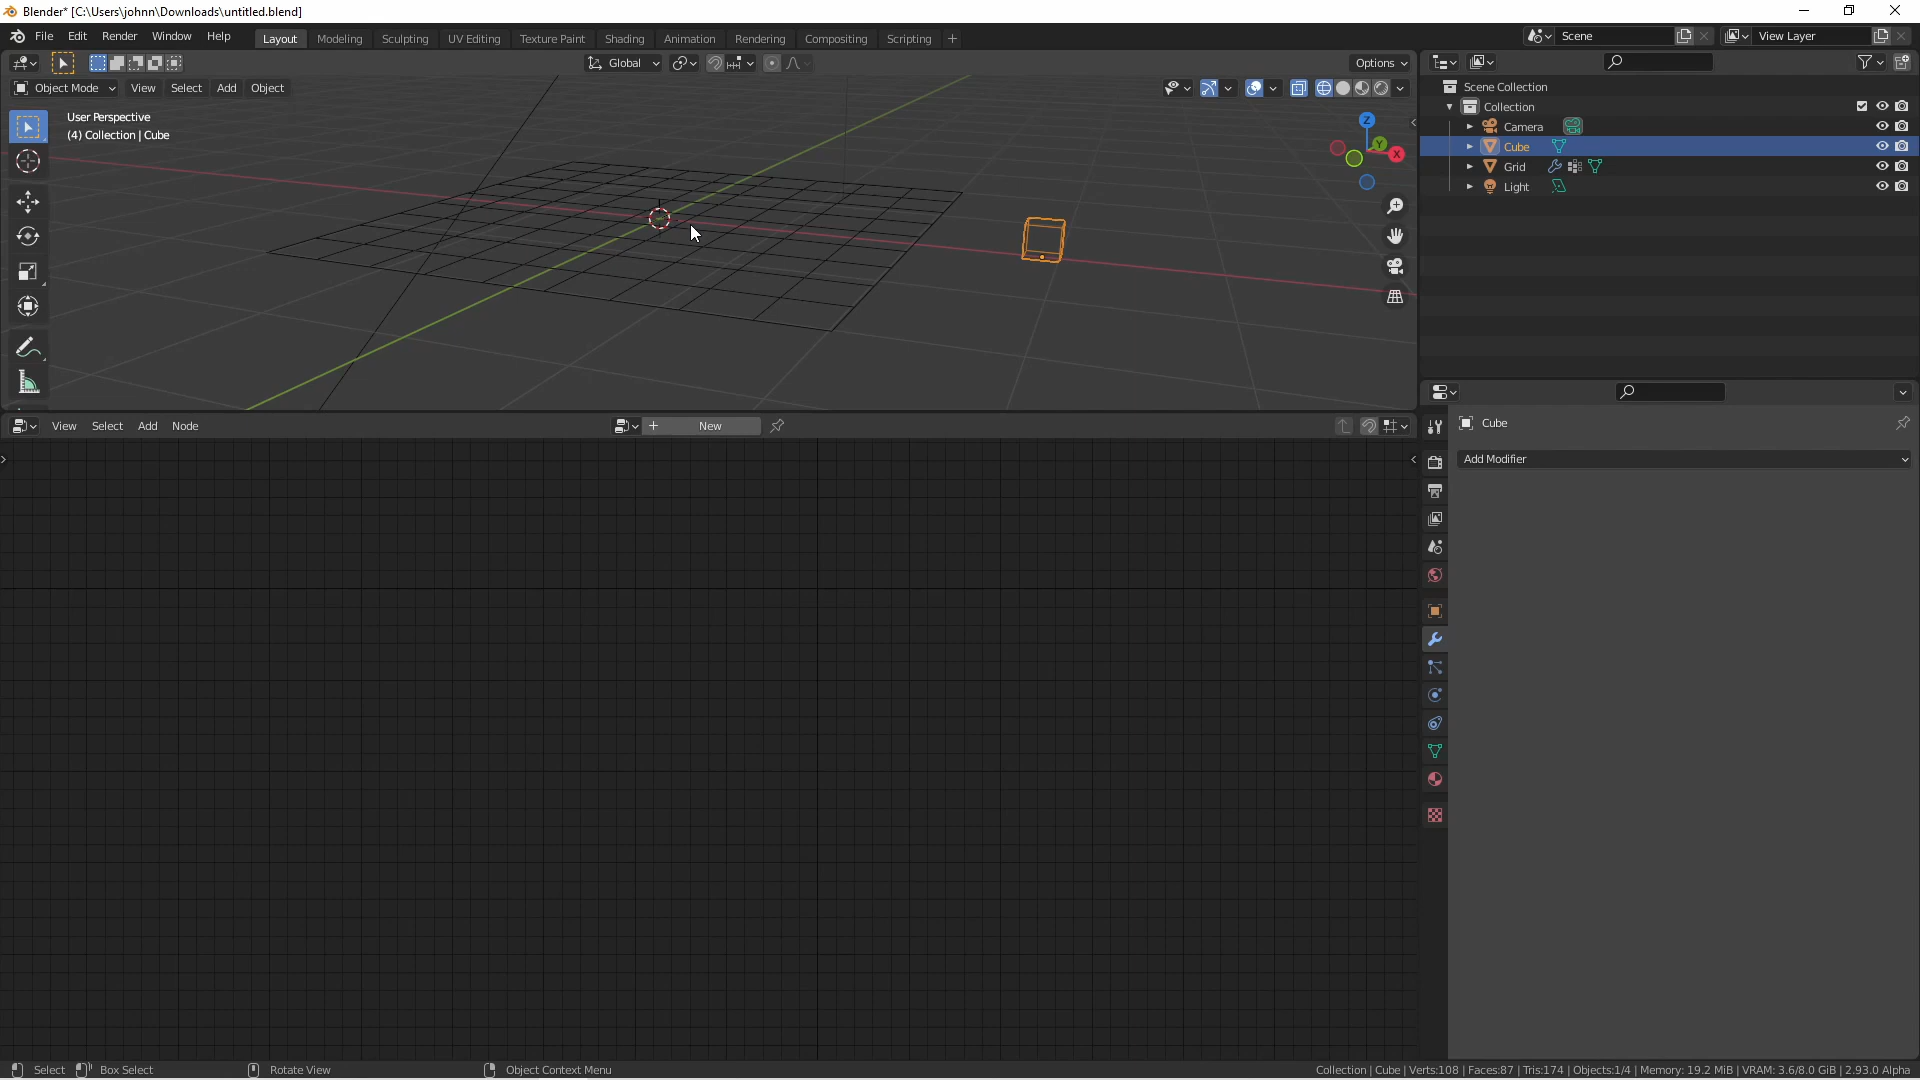 Blender* [C:\Users\johnn\Downloads\untitled.blend]
File Edit Render Window Help Layout Modeling Sculpting UV Editing Texture Paint Shading Animation Rendering Compositing Scripting + Scene View Layer
Global Options
Object Mode View Select Add Object
User Perspective
(4) Collection | Cube
Z
Y
X
Scene Collection
Collection
Camera
Cube
Grid
Light
View Select Add Node + New
Cube
Add Modifier
Select Box Select Rotate View Object Context Menu Collection | Cube | Verts:108 | Faces:87 | Tris:174 | Objects:1/4 | Memory: 19.2 MiB | VRAM: 3.6/8.0 GiB | 2.93.0 Alpha